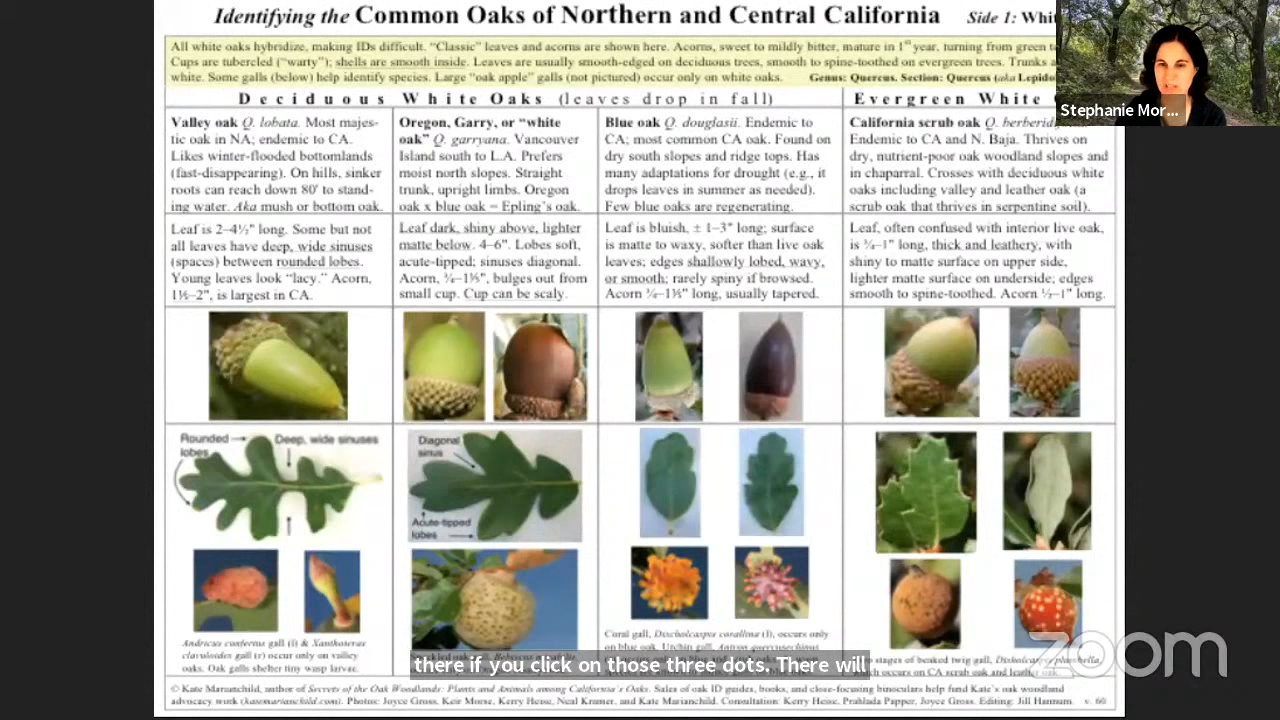 Identifying the Common Oaks of Northern and Central California Side 1: Whi
All white oaks hybridize, making IDs difficult. "Classic" leaves and acorns are shown here. Acorns, sweet to mildly bitter, mature in 1st year, turning from green t
Cups are tubercled ("warty"); shells are smooth inside. Leaves are usually smooth-edged on deciduous trees, smooth to spine-toothed on evergreen trees. Trunks a
white. Some galls (below) help identify species. Large "oak apple" galls (not pictured) occur only on white oaks. Genus: Quercus, Section: Quercus (aka Lepido
Stephanie Mor...
Deciduous White Oaks (leaves drop in fall)
Evergreen White
Valley oak Q. lobata. Most majes-
tic oak in NA; endemic to CA.
Likes winter-flooded bottomlands
(fast-disappearing). On hills, sinker
roots can reach down 80' to stand-
ing water. Aka mush or bottom oak.
Oregon, Garry, or "white
oak" Q. garryana. Vancouver
Island south to L.A. Prefers
moist north slopes. Straight
trunk, upright limbs. Oregon
oak x blue oak = Epling's oak.
Blue oak Q. douglasii. Endemic to
CA; most common CA oak. Found on
dry south slopes and ridge tops. Has
many adaptations for drought (e.g., it
drops leaves in summer as needed).
Few blue oaks are regenerating.
California scrub oak Q. berberid
Endemic to CA and N. Baja. Thrives on
dry, nutrient-poor oak woodland slopes and
in chaparral. Crosses with deciduous white
oaks including valley and leather oak (a
scrub oak that thrives in serpentine soil).
Leaf is 2–4½" long. Some but not
all leaves have deep, wide sinuses
(spaces) between rounded lobes.
Young leaves look "lacy." Acorn,
is largest in CA.
Leaf dark, shiny above, lighter
matte below. 4–6". Lobes soft,
acute-tipped; sinuses diagonal.
Acorn, bulges out from
small cup. Cup can be scaly.
Leaf is bluish, ± 1–3" long; surface
is matte to waxy, softer than live oak
leaves; edges shallowly lobed, wavy,
or smooth; rarely spiny if browsed.
Acorn long, usually tapered.
Leaf, often confused with interior live oak,
is long, thick and leathery, with
shiny to matte surface on upper side,
lighter matte surface on underside; edges
smooth to spine-toothed. Acorn ½–1" long.
Rounded lobes
Deep, wide sinuses
Diagonal
sinus
Acute-tipped
lobes
Andricus confertus gall (l) & Xanthoteras
clavuloides gall (r) occur only on valley
oaks. Oak galls shelter tiny wasp larvae.
Coral gall, Disholcaspis corallina (l), occurs only
on blue oak. Urchin gall, Antron quercusechinus
stages of beaked twig gall,
which occurs on CA scrub oak and leather oak.
there if you click on those three dots. There will
zoom
© Kate Marianchild, author of Secrets of the Oak Woodlands: Plants and Animals among California's Oaks. Sales of oak ID guides, books, and close-focusing binoculars help fund Kate's oak woodland
advocacy work (katemarianchild.com). Photos: Joyce Gross, Keir Morse, Kerry Heise, Neal Kramer, and Kate Marianchild. Consultation: Kerry Heise, Prahlada Papper, Joyce Gross. Editing: Jill Hannum. v. 60